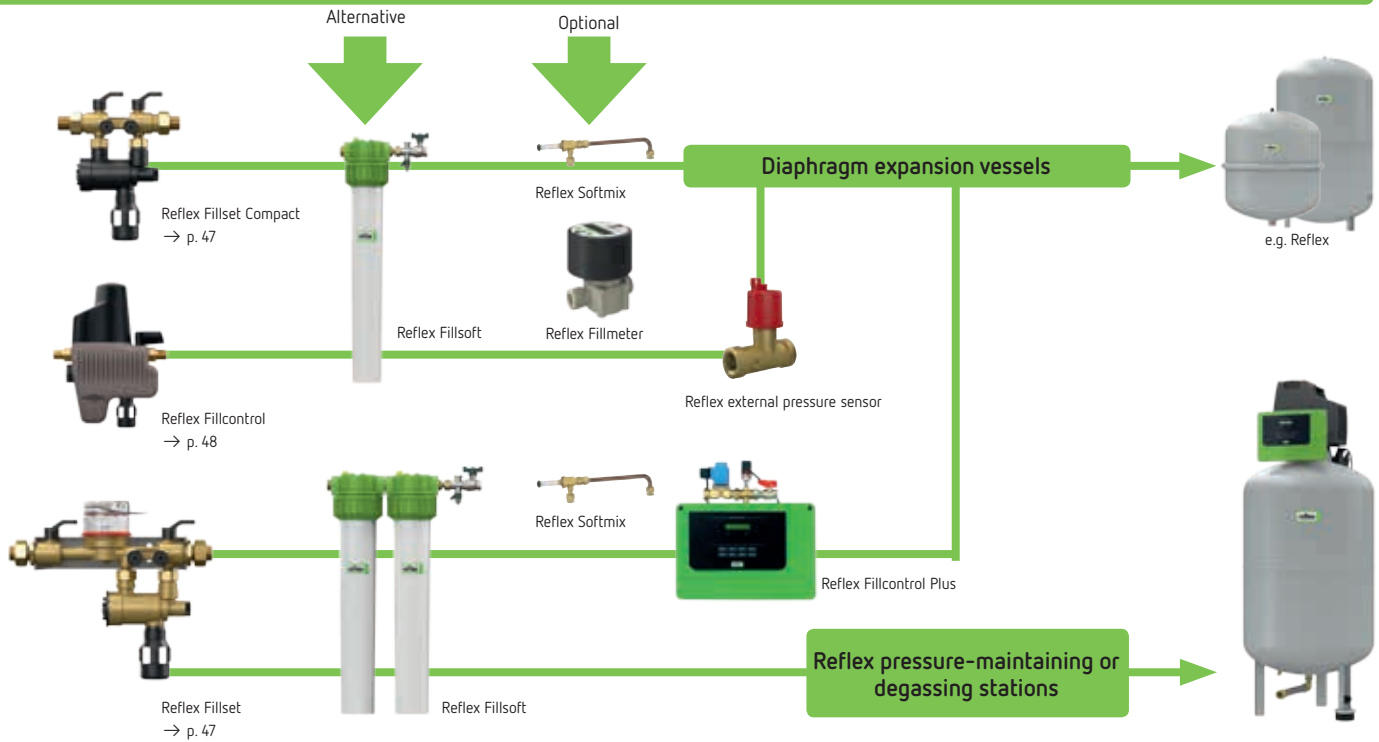 Alternative
Optional
Reflex Fillset Compact
→ p. 47
Reflex Softmix
Diaphragm expansion vessels
e.g. Reflex
Reflex Fillsoft
Reflex Fillmeter
Reflex external pressure sensor
Reflex Fillcontrol
→ p. 48
Reflex Softmix
Reflex Fillcontrol Plus
Reflex pressure-maintaining or
degassing stations
Reflex Fillset
→ p. 47
Reflex Fillsoft